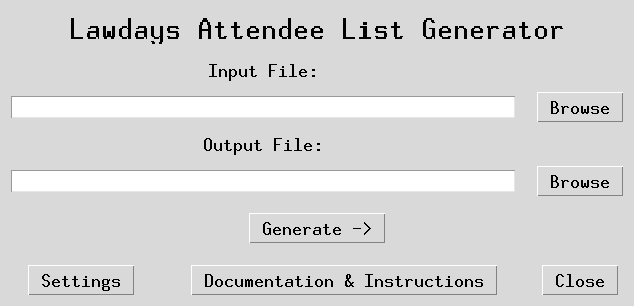 Lawdays Attendee List Generator
Input File:
Browse
Output File:
Browse
Generate ->
Settings
Documentation & Instructions
Close